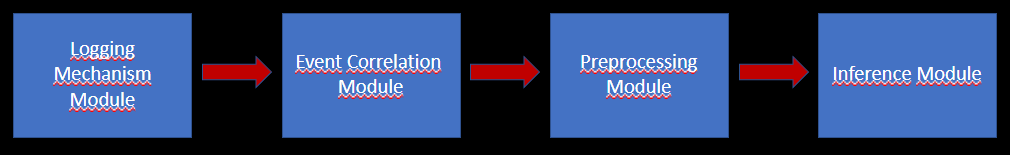 Logging
Mechanism
Module
Event Correlation
Module
Preprocessing
Module
Inference Module